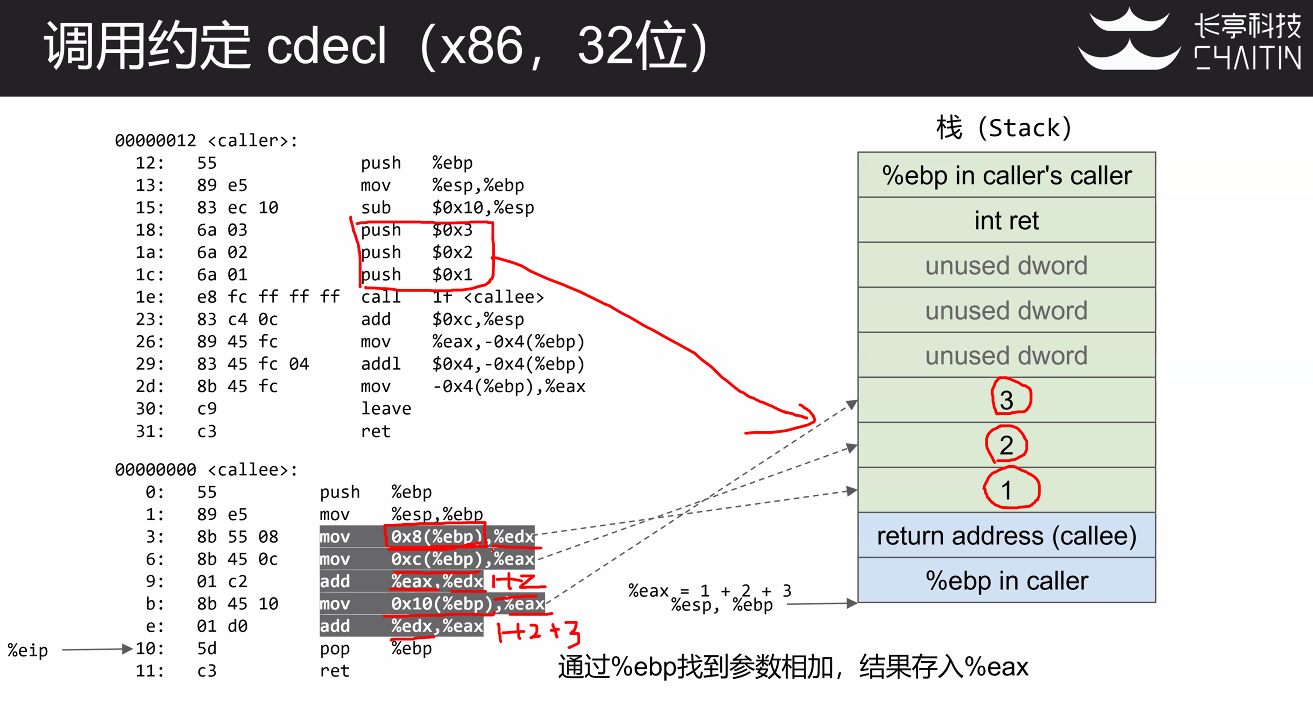 调用约定 cdecl（x86，32位）
长亭科技
CHAITIN
00000012 <caller>:
12: 55 push %ebp
13: 89 e5 mov %esp,%ebp
15: 83 ec 10 sub $0x10,%esp
18: 6a 03 push $0x3
1a: 6a 02 push $0x2
1c: 6a 01 push $0x1
1e: e8 fc ff ff ff call 1f <callee>
23: 83 c4 0c add $0xc,%esp
26: 89 45 fc mov %eax,-0x4(%ebp)
29: 83 45 fc 04 addl $0x4,-0x4(%ebp)
2d: 8b 45 fc mov -0x4(%ebp),%eax
30: c9 leave
31: c3 ret
00000000 <callee>:
0: 55 push %ebp
1: 89 e5 mov %esp,%ebp
3: 8b 55 08 mov 0x8(%ebp),%edx
6: 8b 45 0c mov 0xc(%ebp),%eax
9: 01 c2 add %eax,%edx 1+2
b: 8b 45 10 mov 0x10(%ebp),%eax
e: 01 d0 add %edx,%eax 1+2+3
%eip
10: 5d pop %ebp
11: c3 ret
栈（Stack）
%ebp in caller's caller
int ret
unused dword
unused dword
unused dword
3
2
1
return address (callee)
%ebp in caller
%eax = 1 + 2 + 3
%esp, %ebp
通过%ebp找到参数相加，结果存入%eax